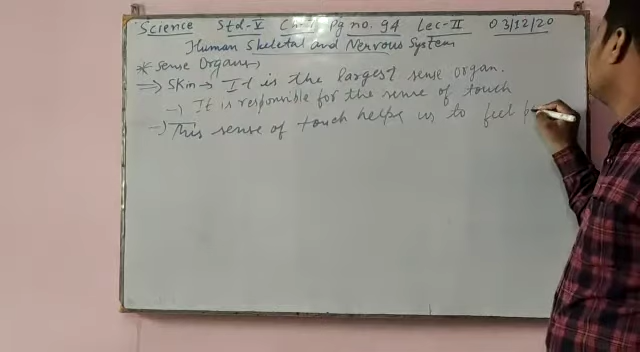 Science Std-V Ch-7 Pg no. 94 Lec-II 03/12/20
Human Skeletal and Nervous System
* Sense Organs
⇒ Skin → It is the largest sense organ.
→ It is responsible for the sense of touch
→ This sense of touch helps us to feel